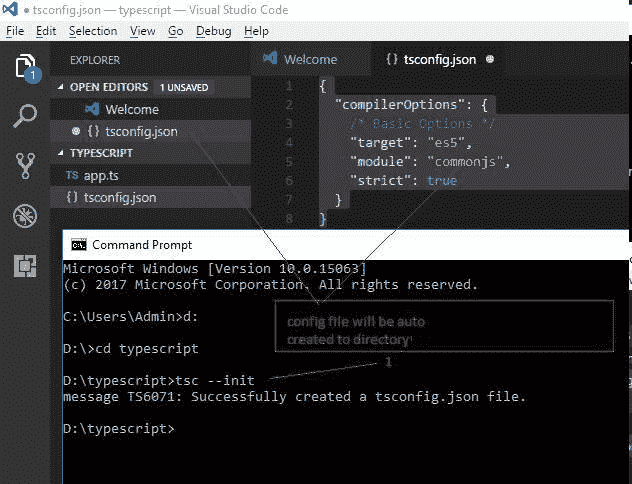 tsconfig.json — typescript — Visual Studio Code
File Edit Selection View Go Debug Help
EXPLORER
OPEN EDITORS 1 UNSAVED
Welcome
{ } tsconfig.json
TYPESCRIPT
TS app.ts
{ } tsconfig.json
1
Welcome
{ } tsconfig.json
1 {
2 "compilerOptions": {
3 /* Basic Options */
4 "target": "es5",
5 "module": "commonjs",
6 "strict": true
7 }
8 }
Command Prompt
Microsoft Windows [Version 10.0.15063]
(c) 2017 Microsoft Corporation. All rights reserved.
C:\Users\Admin>d:
config file will be auto
created to directory
D:\>cd typescript
1
D:\typescript>tsc --init
message TS6071: Successfully created a tsconfig.json file.
D:\typescript>